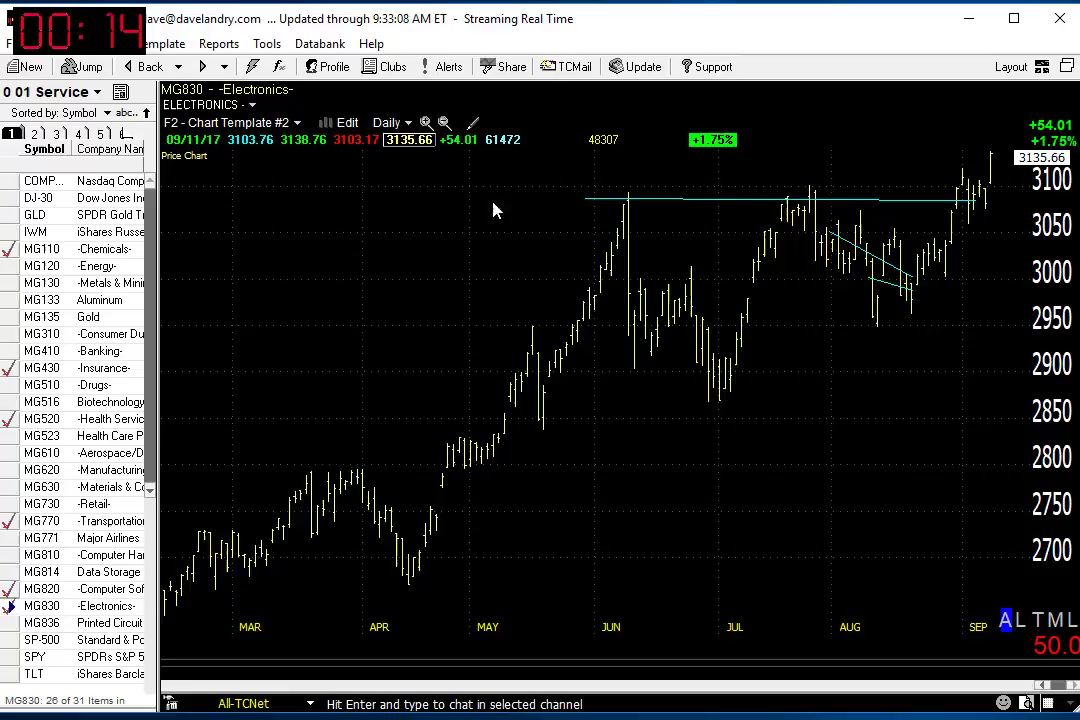 00:14
ave@davelandry.com ... Updated through 9:33:08 AM ET - Streaming Real Time
F emplate Reports Tools Databank Help
New Jump Back Profile Clubs Alerts Share TCMail Update Support Layout
0 01 Service
Sorted by: Symbol abc..
1 2 3 4 5
Symbol Company Nan
COMP... Nasdaq Comp
DJ-30 Dow Jones In
GLD SPDR Gold T
IWM iShares Russe
MG110 -Chemicals-
MG120 -Energy-
MG130 -Metals & Mini
MG133 Aluminum
MG135 Gold
MG310 -Consumer Du
MG410 -Banking-
MG430 -Insurance-
MG510 -Drugs-
MG516 Biotechnology
MG520 -Health Servic
MG523 Health Care P
MG610 -Aerospace/D
MG620 -Manufacturing
MG630 -Materials & Co
MG730 -Retail-
MG770 -Transportation
MG771 Major Airlines
MG810 -Computer Har
MG814 Data Storage
MG820 -Computer Sof
MG830 -Electronics-
MG836 Printed Circuit
SP-500 Standard & Po
SPY SPDRs S&P 5
TLT iShares Barcla
MG830: 26 of 31 Items in
MG830 - -Electronics-
ELECTRONICS -
F2 - Chart Template #2 Edit Daily
09/11/17 3103.76 3138.76 3103.17 3135.66 +54.01 61472 48307 +1.75%
Price Chart
+54.01
+1.75%
3135.66
3100
3050
3000
2950
2900
2850
2800
2750
2700
MAR APR MAY JUN JUL AUG SEP
A L T M L
50.0
All-TCNet Hit Enter and type to chat in selected channel